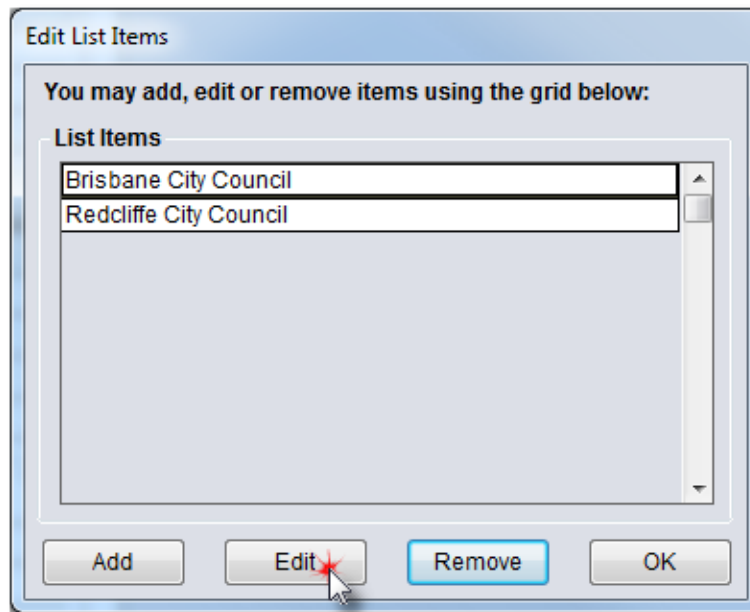 Edit List Items
You may add, edit or remove items using the grid below:
List Items
Brisbane City Council
Redcliffe City Council
Add Edit Remove OK